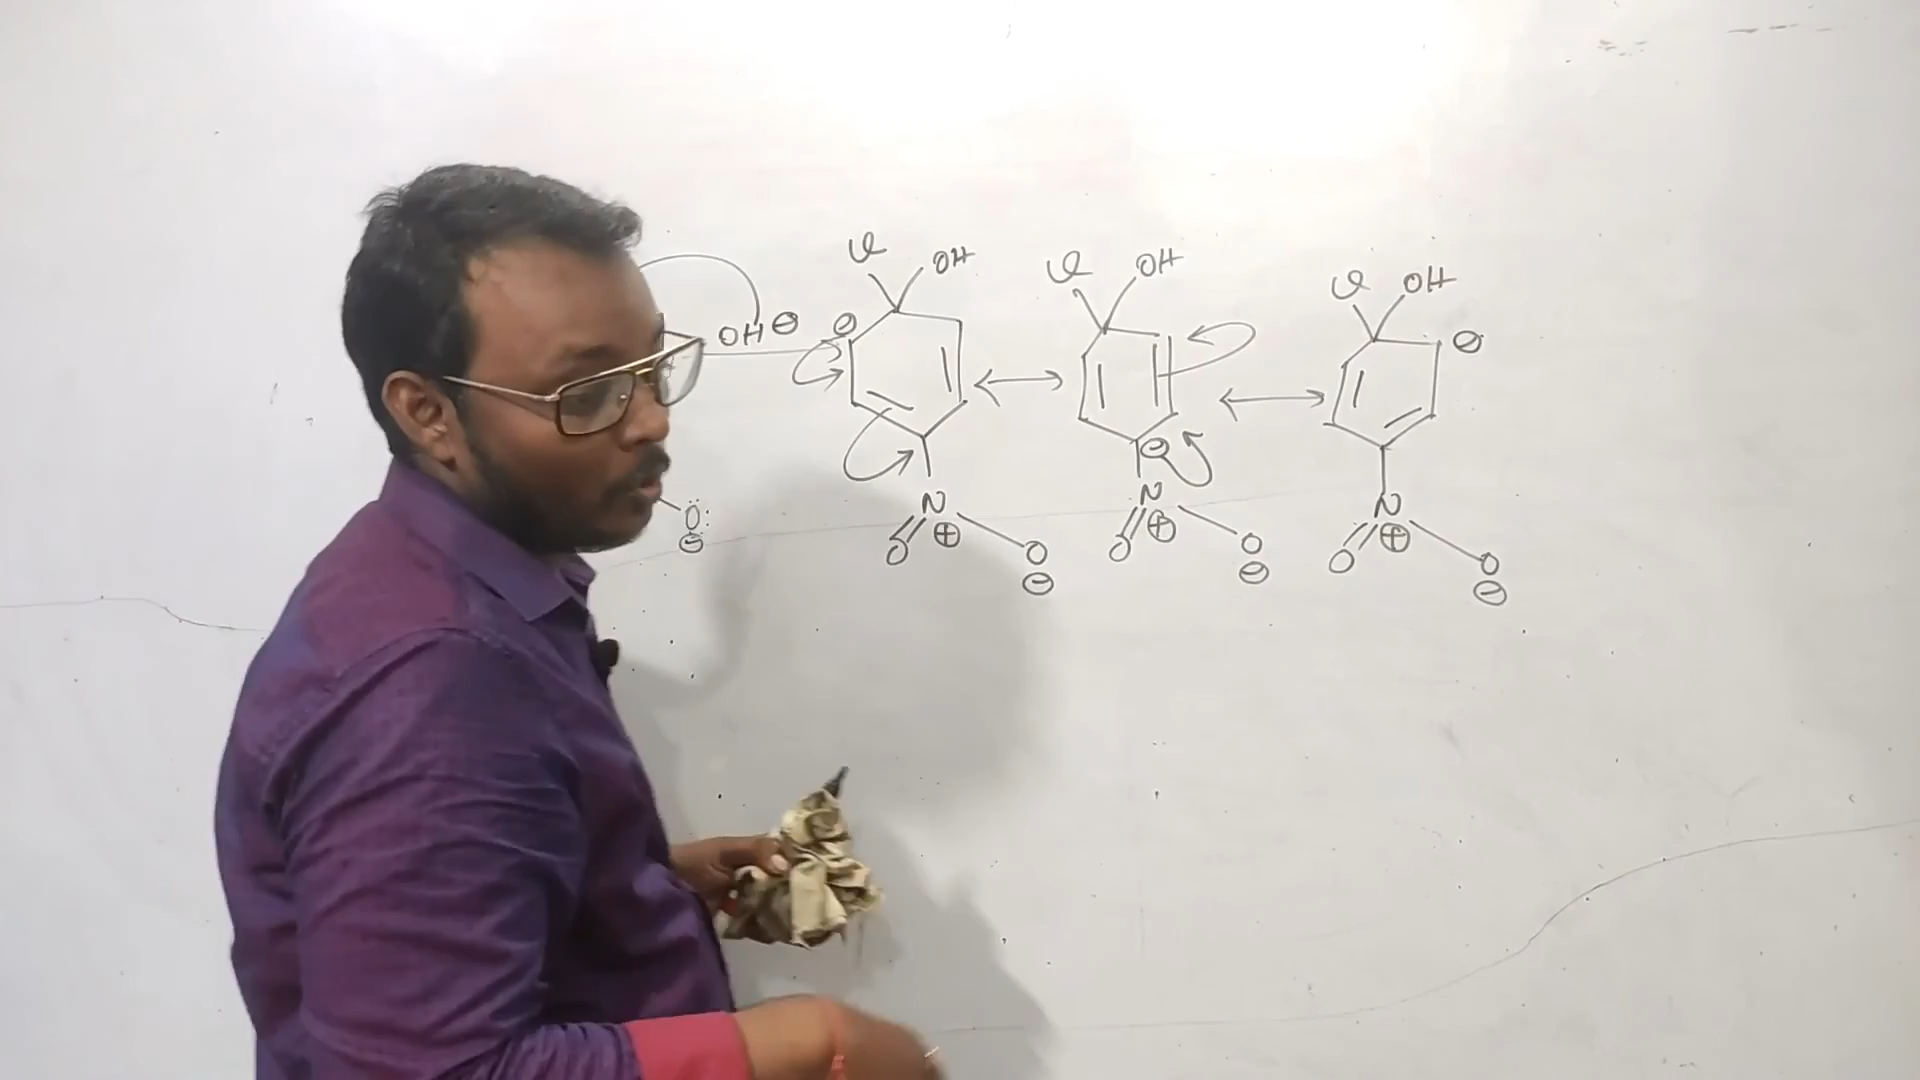 Cl OH Cl OH Cl OH
OH ⊖ ⊖ ⊖
⊖
N N N
Ö: ⊖ O ⊕ O ⊖ O ⊕ O ⊖ O ⊕ O ⊖